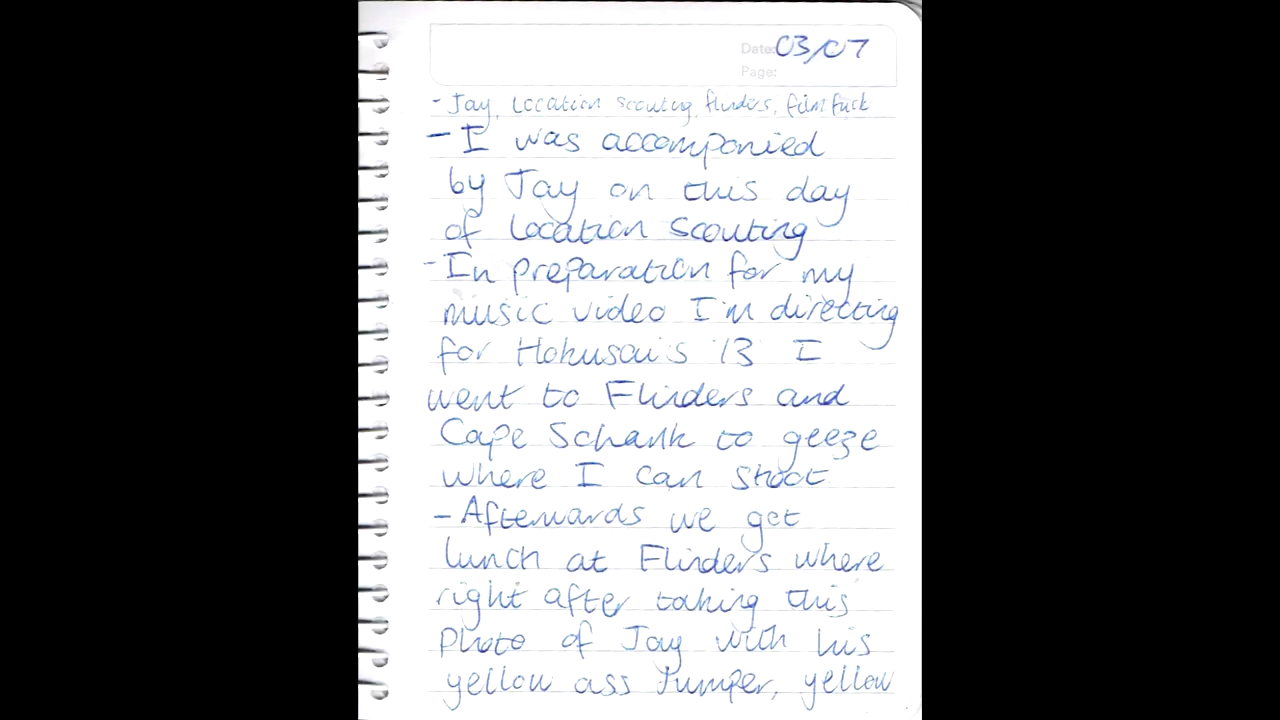 Date: 03/07
Page:
- Jay, Location scouting, flinders, film fuck
- I was accompanied
by Jay on this day
of location scouting
- In preparation for my
music video I'm directing
for Hokusai's 13 I
went to Flinders and
Cape Schank to geeze
where I can shoot
- Afterwards we get
lunch at Flinders where
right after taking this
photo of Jay with his
yellow ass jumper, yellow